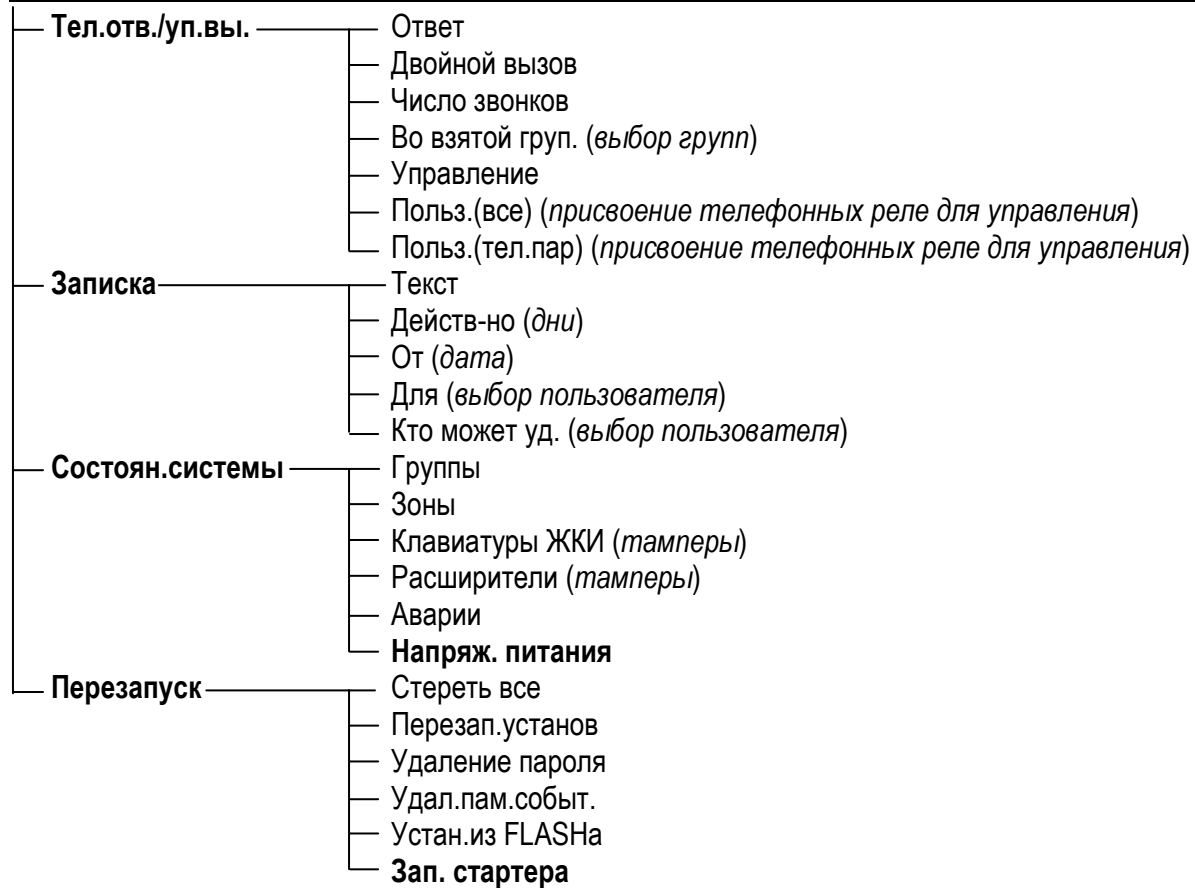 Тел.отв./уп.вы. Ответ
Двойной вызов
Число звонков
Во взятой груп. (выбор групп)
Управление
Польз.(все) (присвоение телефонных реле для управления)
Польз.(тел.пар) (присвоение телефонных реле для управления)
Записка Текст
Действ-но (дни)
От (дата)
Для (выбор пользователя)
Кто может уд. (выбор пользователя)
Состоян.системы Группы
Зоны
Клавиатуры ЖКИ (тамперы)
Расширители (тамперы)
Аварии
Напряж. питания
Перезапуск Стереть все
Перезап.установ
Удаление пароля
Удал.пам.событ.
Устан.из FLASHа
Зап. стартера